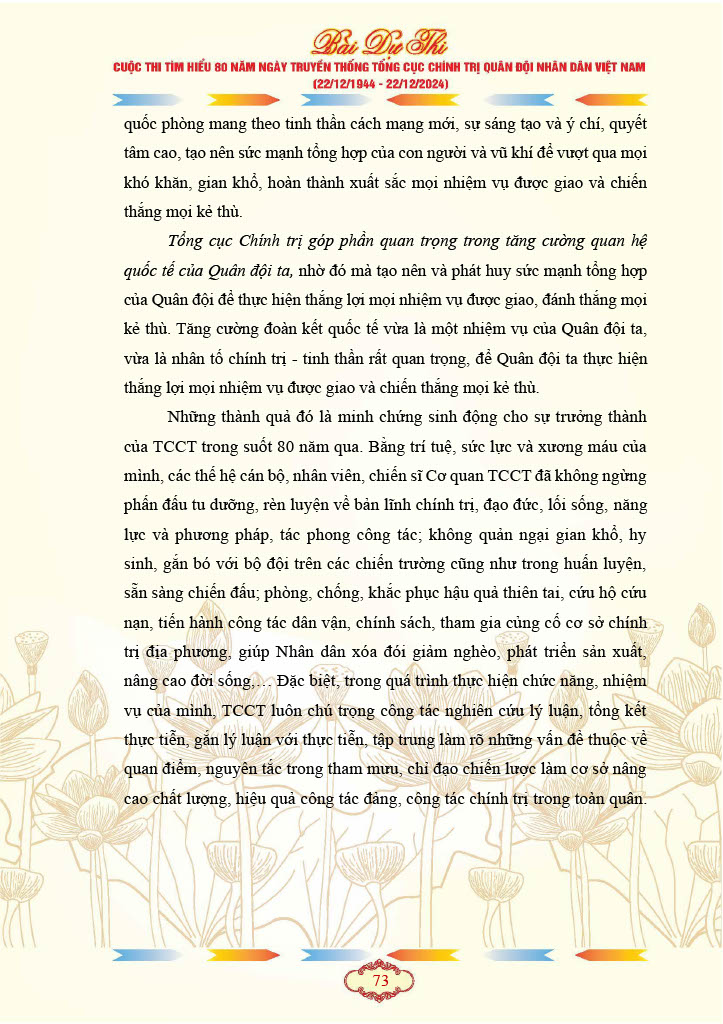 Bài Dự Thi
CUỘC THI TÌM HIỂU 80 NĂM NGÀY TRUYỀN THỐNG TỔNG CỤC CHÍNH TRỊ QUÂN ĐỘI NHÂN DÂN VIỆT NAM
(22/12/1944 - 22/12/2024)
quốc phòng mang theo tinh thần cách mạng mới, sự sáng tạo và ý chí, quyết
tâm cao, tạo nên sức mạnh tổng hợp của con người và vũ khí để vượt qua mọi
khó khăn, gian khổ, hoàn thành xuất sắc mọi nhiệm vụ được giao và chiến
thắng mọi kẻ thù.
Tổng cục Chính trị góp phần quan trọng trong tăng cường quan hệ
quốc tế của Quân đội ta, nhờ đó mà tạo nên và phát huy sức mạnh tổng hợp
của Quân đội để thực hiện thắng lợi mọi nhiệm vụ được giao, đánh thắng mọi
kẻ thù. Tăng cường đoàn kết quốc tế vừa là một nhiệm vụ của Quân đội ta,
vừa là nhân tố chính trị - tinh thần rất quan trọng, để Quân đội ta thực hiện
thắng lợi mọi nhiệm vụ được giao và chiến thắng mọi kẻ thù.
Những thành quả đó là minh chứng sinh động cho sự trưởng thành
của TCCT trong suốt 80 năm qua. Bằng trí tuệ, sức lực và xương máu của
mình, các thế hệ cán bộ, nhân viên, chiến sĩ Cơ quan TCCT đã không ngừng
phấn đấu tu dưỡng, rèn luyện về bản lĩnh chính trị, đạo đức, lối sống, năng
lực và phương pháp, tác phong công tác; không quản ngại gian khổ, hy
sinh, gắn bó với bộ đội trên các chiến trường cũng như trong huấn luyện,
sẵn sàng chiến đấu; phòng, chống, khắc phục hậu quả thiên tai, cứu hộ cứu
nạn, tiến hành công tác dân vận, chính sách, tham gia củng cố cơ sở chính
trị địa phương, giúp Nhân dân xóa đói giảm nghèo, phát triển sản xuất,
nâng cao đời sống,… Đặc biệt, trong quá trình thực hiện chức năng, nhiệm
vụ của mình, TCCT luôn chú trọng công tác nghiên cứu lý luận, tổng kết
thực tiễn, gắn lý luận với thực tiễn, tập trung làm rõ những vấn đề thuộc về
quan điểm, nguyên tắc trong tham mưu, chỉ đạo chiến lược làm cơ sở nâng
cao chất lượng, hiệu quả công tác đảng, công tác chính trị trong toàn quân.
73